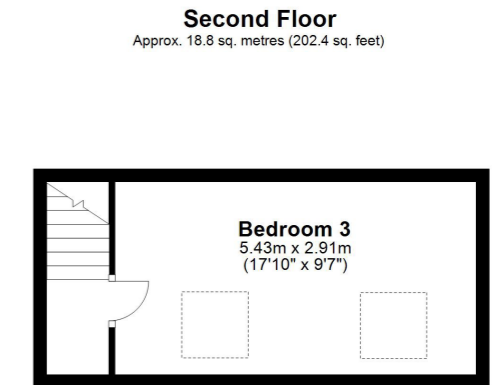 Second Floor
Approx. 18.8 sq. metres (202.4 sq. feet)
Bedroom 3
5.43m x 2.91m
(17'10" x 9'7")